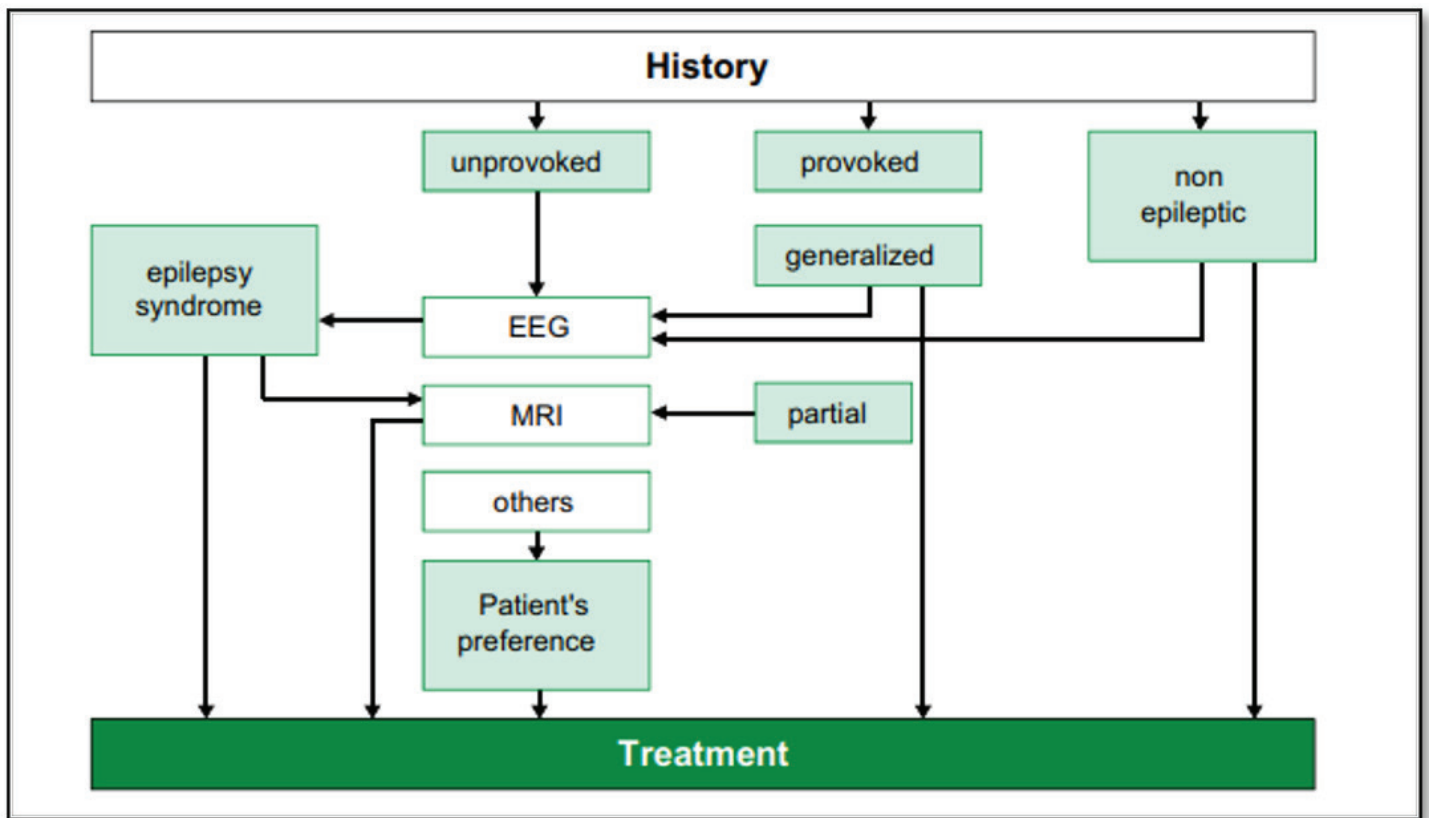 History
unprovoked
provoked
non
epileptic
generalized
epilepsy
syndrome
EEG
MRI
partial
others
Patient's
preference
Treatment